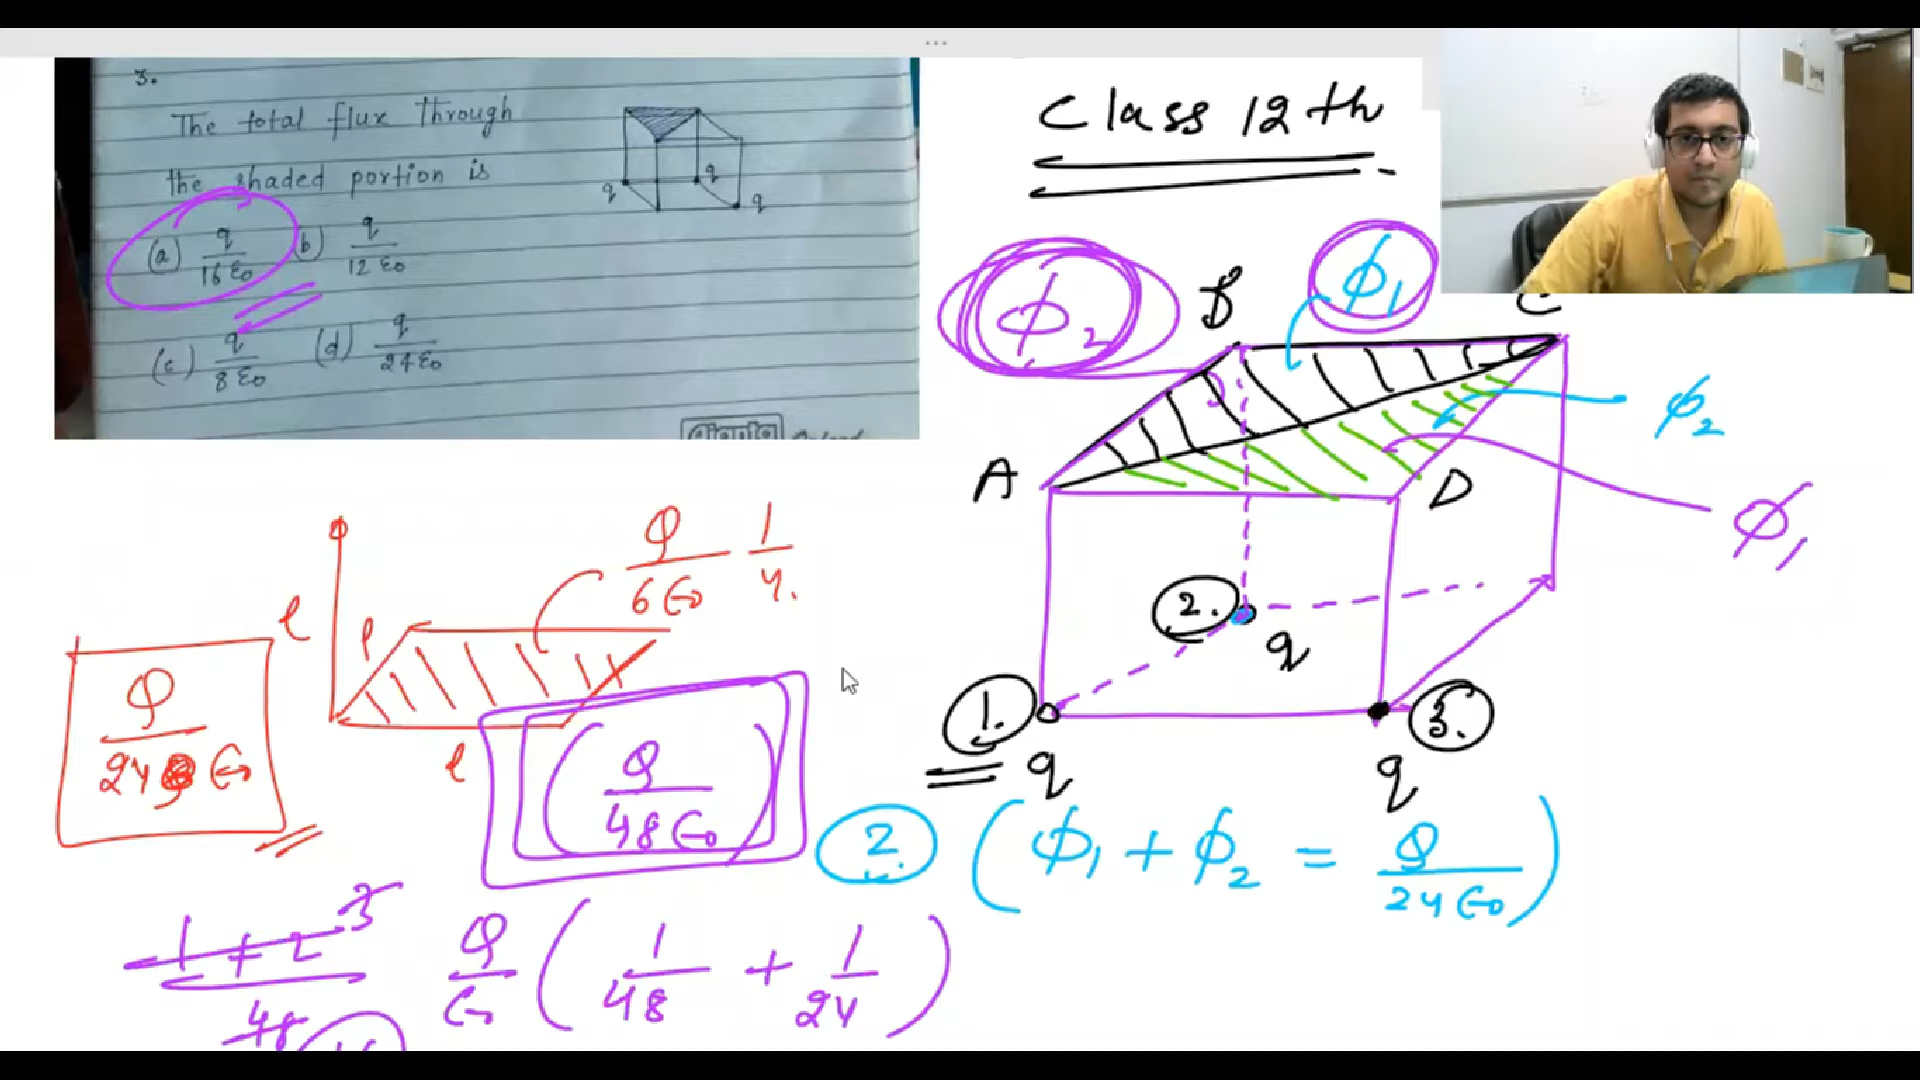 3.
The total flux through
the shaded portion is
(a) q/16ε₀ (b) q/12ε₀
(c) q/8ε₀ (d) q/24ε₀
q
q
q
Class 12th
ϕ₂
B
ϕ₁
C
ϕ₂
A
D
ϕ₁
2.
q
1.
3.
q
q
Q/6ε₀ 1/4.
l
l
l
Q/24ε₀
Q/48ε₀
2. (ϕ₁ + ϕ₂ = Q/24ε₀)
1 + 2 3
48
Q/ε₀ (1/48 + 1/24)